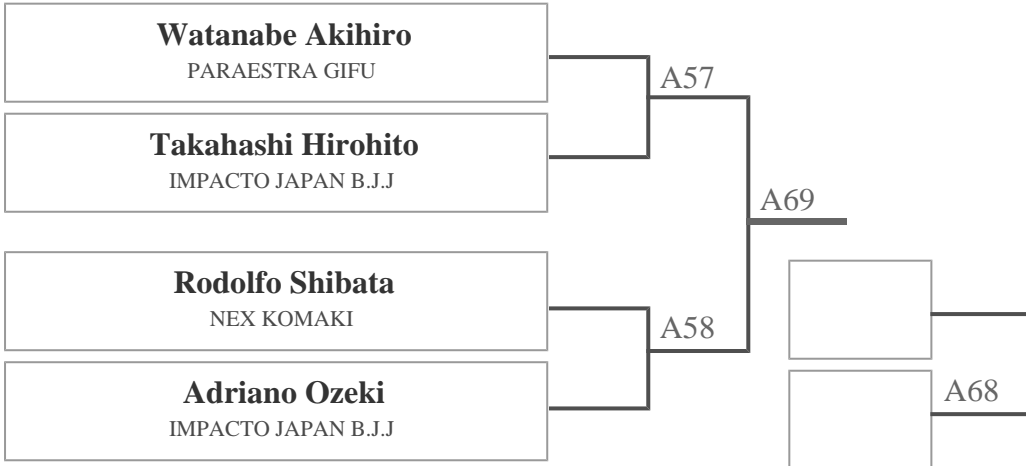 Watanabe Akihiro
PARAESTRA GIFU
A57
Takahashi Hirohito
IMPACTO JAPAN B.J.J
A69
Rodolfo Shibata
NEX KOMAKI
A58
Adriano Ozeki
IMPACTO JAPAN B.J.J
A68